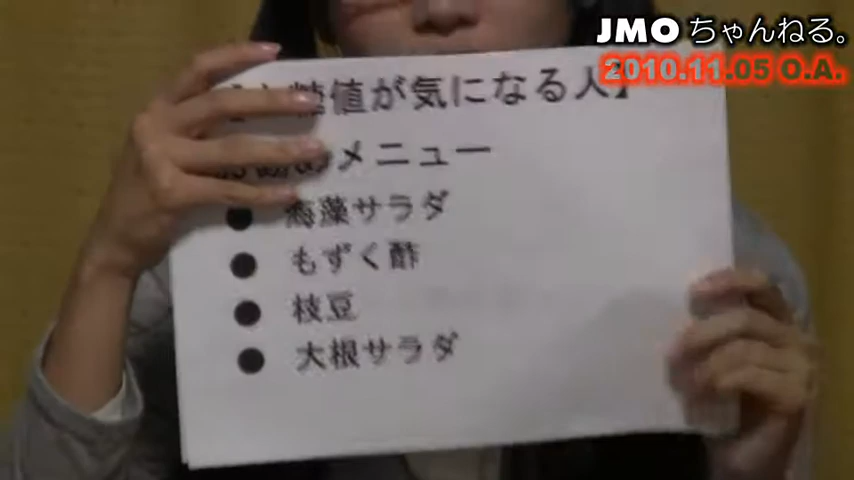 JMOちゃんねる。
2010.11.05 O.A.
糖値が気になる人】
メニュー
● 海藻サラダ
● もずく酢
● 枝豆
● 大根サラダ